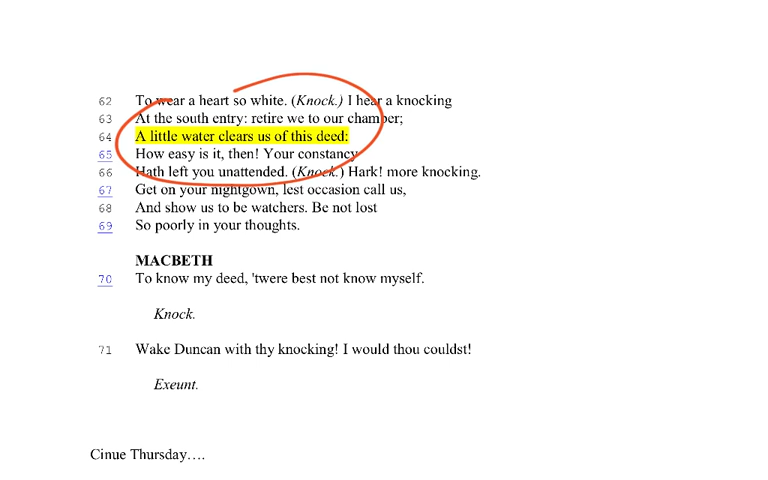 62 To wear a heart so white. (Knock.) I hear a knocking
63 At the south entry: retire we to our chamber;
64 A little water clears us of this deed:
65 How easy is it, then! Your constancy
66 Hath left you unattended. (Knock.) Hark! more knocking.
67 Get on your nightgown, lest occasion call us,
68 And show us to be watchers. Be not lost
69 So poorly in your thoughts.
MACBETH
70 To know my deed, 'twere best not know myself.
Knock.
71 Wake Duncan with thy knocking! I would thou couldst!
Exeunt.
Cinue Thursday….